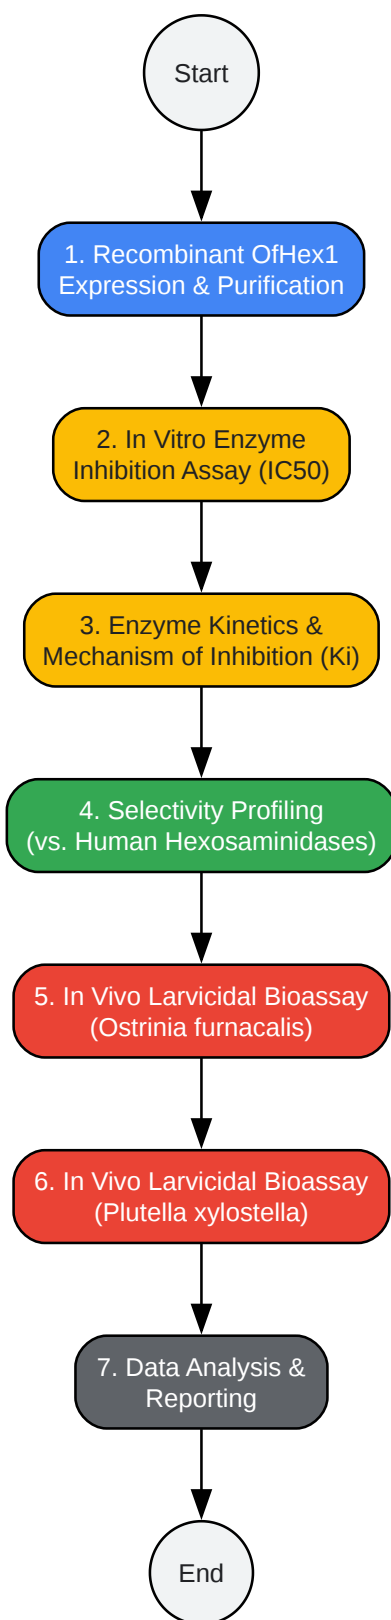 Start
1. Recombinant OfHex1
Expression & Purification
2. In Vitro Enzyme
Inhibition Assay (IC50)
3. Enzyme Kinetics &
Mechanism of Inhibition (Ki)
4. Selectivity Profiling
(vs. Human Hexosaminidases)
5. In Vivo Larvicidal Bioassay
(Ostrinia furnacalis)
6. In Vivo Larvicidal Bioassay
(Plutella xylostella)
7. Data Analysis &
Reporting
End